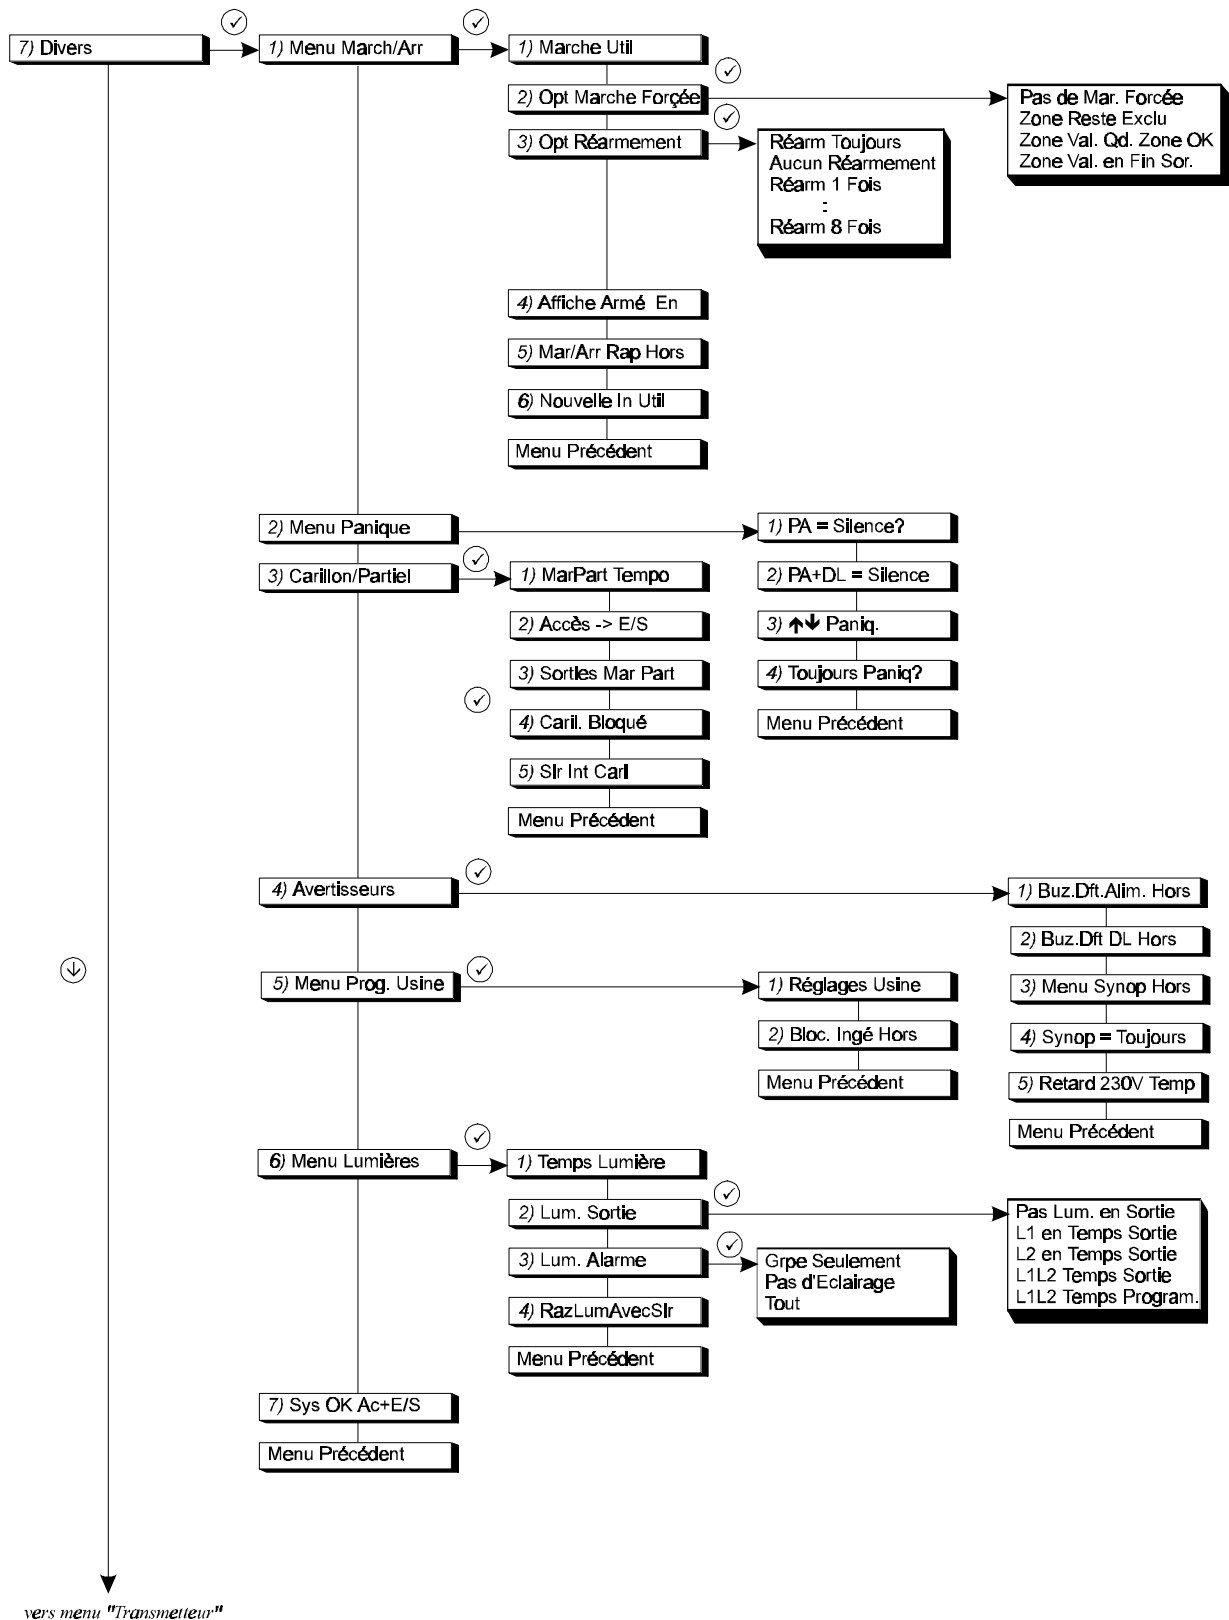 7) Divers
1) Menu March/Arr
1) Marche Util
2) Opt Marche Forçée
Pas de Mar. Forcée
Zone Reste Exclu
Zone Val. Qd. Zone OK
Zone Val. en Fin Sor.
3) Opt Réarmement
Réarm Toujours
Aucun Réarmement
Réarm 1 Fois
:
Réarm 8 Fois
4) Affiche Armé En
5) Mar/Arr Rap Hors
6) Nouvelle In Util
Menu Précédent
2) Menu Panique
1) PA = Silence?
2) PA+DL = Silence
3) ↑↓ Paniq.
4) Toujours Paniq?
Menu Précédent
3) Carillon/Partiel
1) MarPart Tempo
2) Accès -> E/S
3) Sorties Mar Part
4) Caril. Bloqué
5) Sir Int Carl
Menu Précédent
4) Avertisseurs
1) Buz.Dft.Alim. Hors
2) Buz.Dft DL Hors
3) Menu Synop Hors
4) Synop = Toujours
5) Retard 230V Temp
Menu Précédent
5) Menu Prog. Usine
1) Réglages Usine
2) Bloc. Ingé Hors
Menu Précédent
6) Menu Lumières
1) Temps Lumière
2) Lum. Sortie
Pas Lum. en Sortie
L1 en Temps Sortie
L2 en Temps Sortie
L1L2 Temps Sortie
L1L2 Temps Program.
3) Lum. Alarme
Grpe Seulement
Pas d'Eclairage
Tout
4) RazLumAvecSir
Menu Précédent
7) Sys OK Ac+E/S
Menu Précédent
vers menu "Transmetteur"